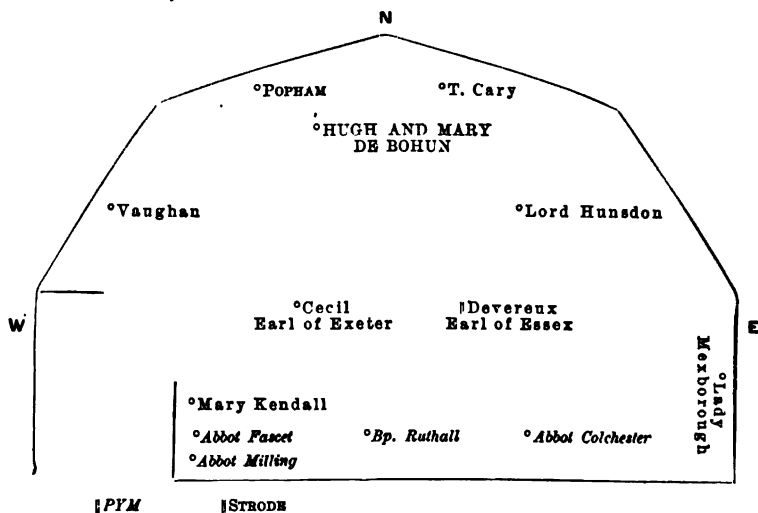 N
°POPHAM °T. Cary
°HUGH AND MARY
DE BOHUN
°Vaughan °Lord Hunsdon
W °Cecil ▯Devereux E
Earl of Exeter Earl of Essex
°Lady
Mexborough
°Mary Kendall
°Abbot Fascet °Bp. Ruthall °Abbot Colchester
°Abbot Milling
▯PYM ▯STRODE